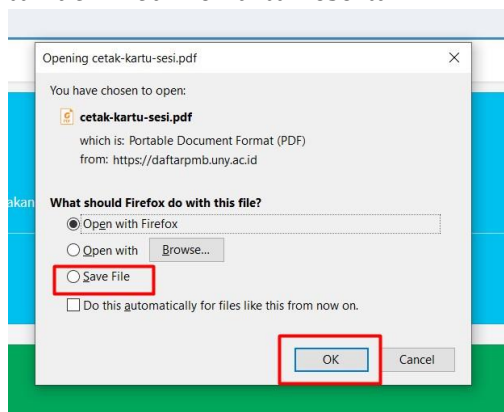 Opening cetak-kartu-sesi.pdf
You have chosen to open:
cetak-kartu-sesi.pdf
which is: Portable Document Format (PDF)
from: https://daftarpmb.uny.ac.id
akan
What should Firefox do with this file?
Open with Firefox
Open with Browse...
Save File
Do this automatically for files like this from now on.
OK Cancel